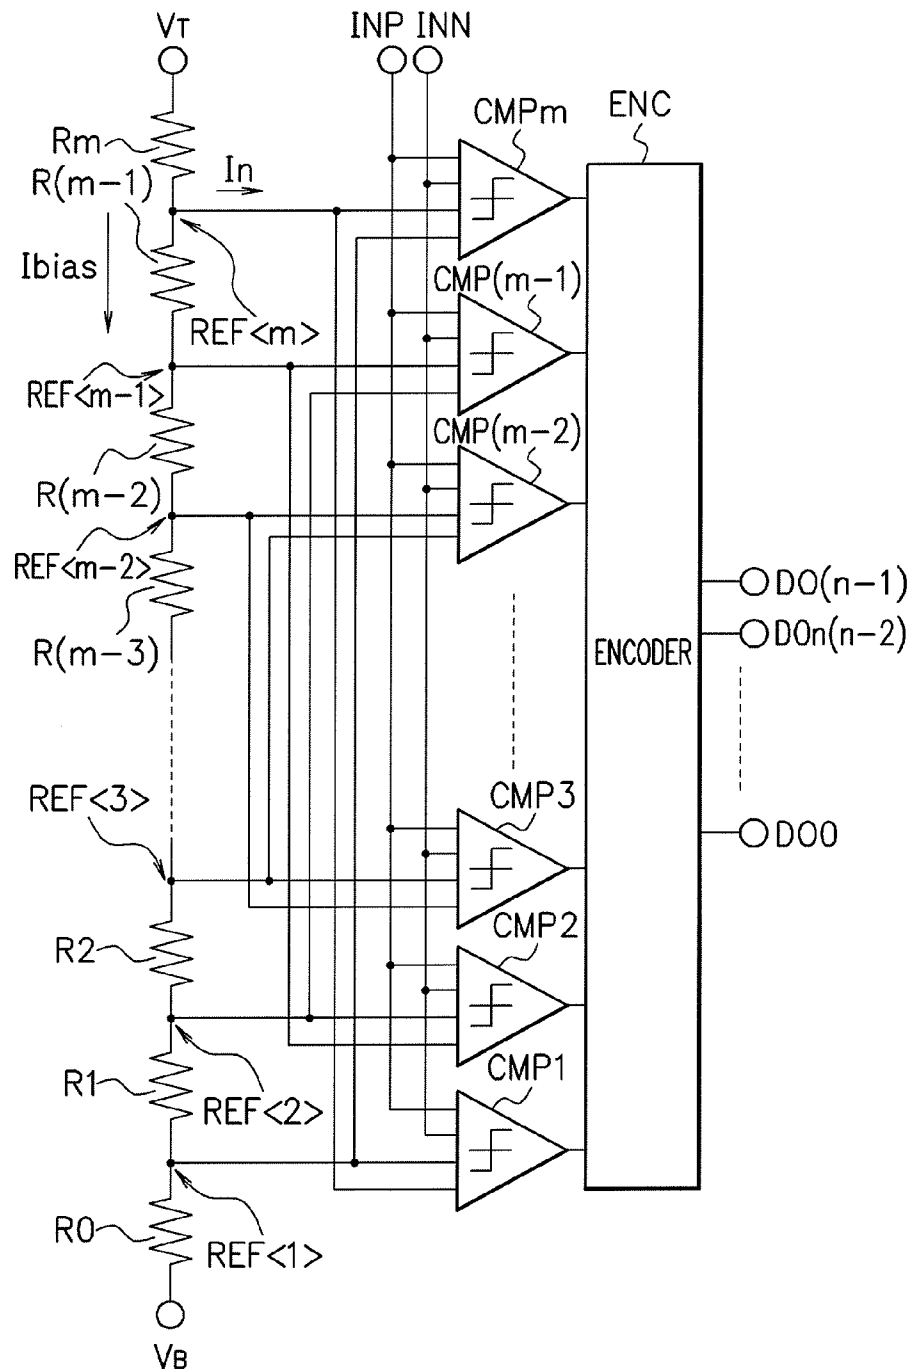 VT
INP INN
CMPm
ENC
Rm
R(m-1)
In
Ibias
CMP(m-1)
REF<m>
REF<m-1>
CMP(m-2)
R(m-2)
REF<m-2>
R(m-3)
DO(n-1)
DOn(n-2)
ENCODER
REF<3>
CMP3
DO0
R2
CMP2
R1
CMP1
REF<2>
R0
REF<1>
VB